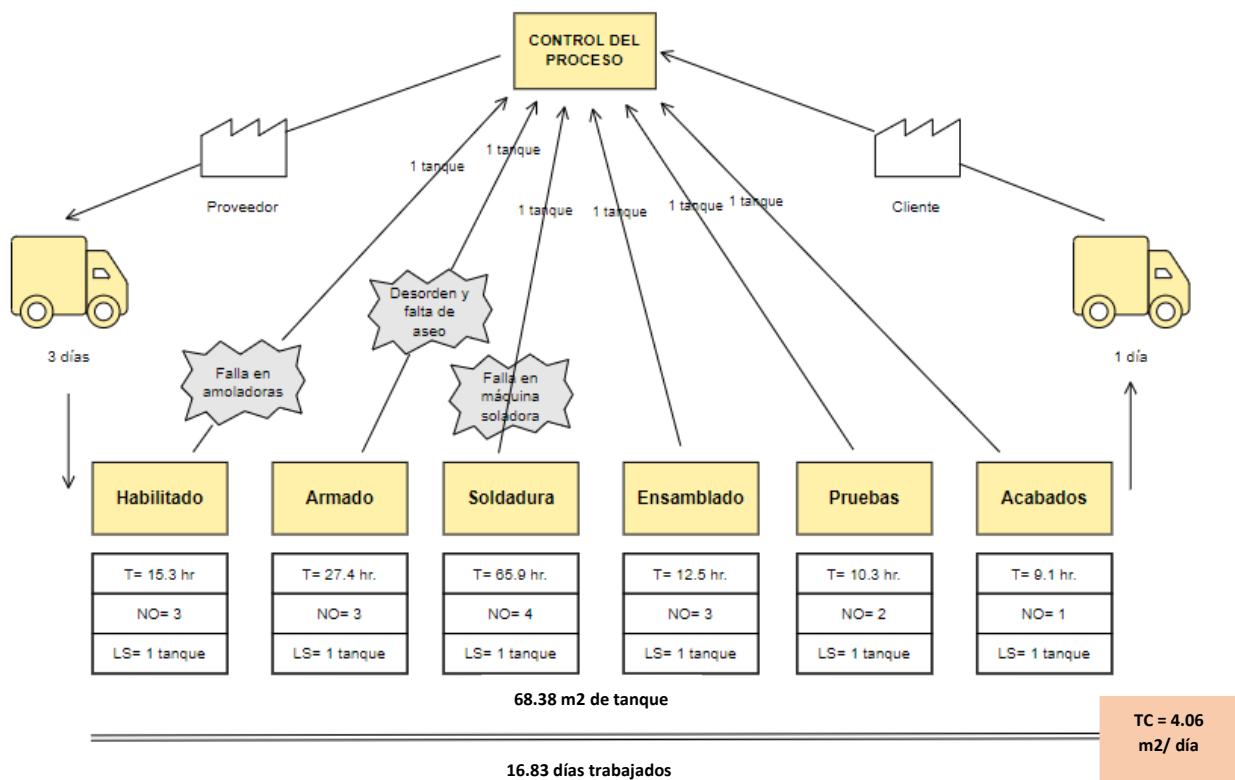 CONTROL DEL
PROCESO
1 tanque
1 tanque
1 tanque
1 tanque
1 tanque
1 tanque
Proveedor
Cliente
3 días
1 día
Desorden y
falta de
aseo
Falla en
amoladoras
Falla en
máquina
soladora
Habilitado
Armado
Soldadura
Ensamblado
Pruebas
Acabados
T= 15.3 hr
T= 27.4 hr.
T= 65.9 hr.
T= 12.5 hr.
T= 10.3 hr.
T= 9.1 hr.
NO= 3
NO= 3
NO= 4
NO= 3
NO= 2
NO= 1
LS= 1 tanque
LS= 1 tanque
LS= 1 tanque
LS= 1 tanque
LS= 1 tanque
LS= 1 tanque
68.38 m2 de tanque
TC = 4.06
m2/ día
16.83 días trabajados